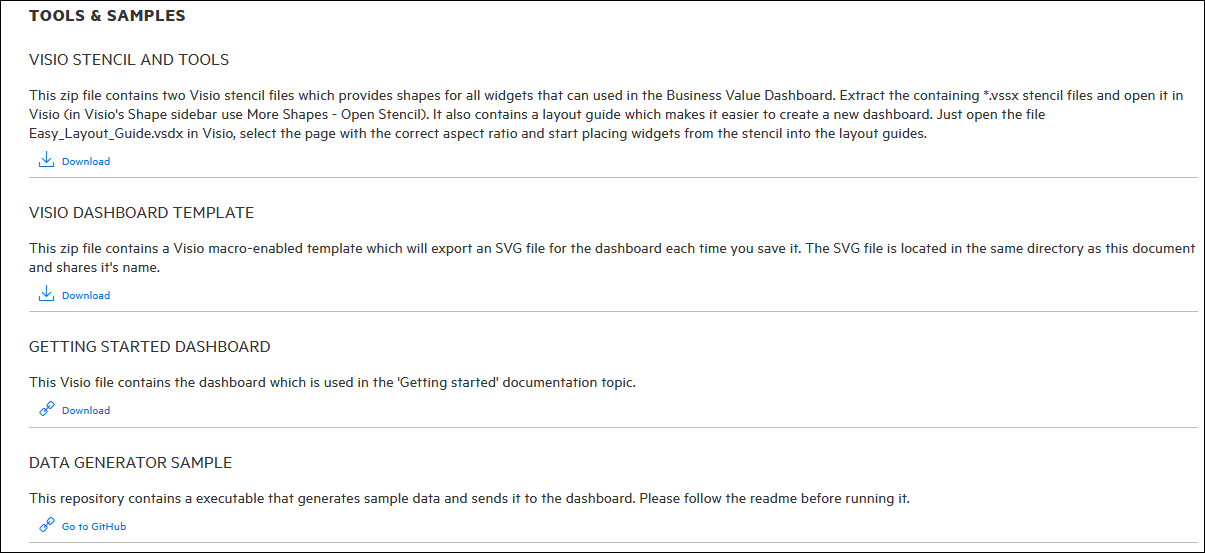 TOOLS & SAMPLES
VISIO STENCIL AND TOOLS
This zip file contains two Visio stencil files which provides shapes for all widgets that can used in the Business Value Dashboard. Extract the containing *.vssx stencil files and open it in
Visio (in Visio's Shape sidebar use More Shapes - Open Stencil). It also contains a layout guide which makes it easier to create a new dashboard. Just open the file
Easy_Layout_Guide.vsdx in Visio, select the page with the correct aspect ratio and start placing widgets from the stencil into the layout guides.
Download
VISIO DASHBOARD TEMPLATE
This zip file contains a Visio macro-enabled template which will export an SVG file for the dashboard each time you save it. The SVG file is located in the same directory as this document
and shares it's name.
Download
GETTING STARTED DASHBOARD
This Visio file contains the dashboard which is used in the 'Getting started' documentation topic.
Download
DATA GENERATOR SAMPLE
This repository contains a executable that generates sample data and sends it to the dashboard. Please follow the readme before running it.
Go to GitHub